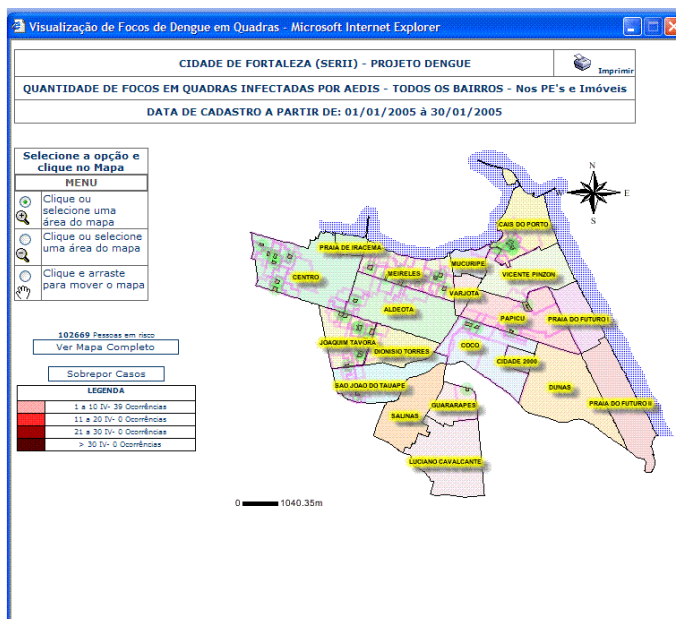 Visualização de Focos de Dengue em Quadras - Microsoft Internet Explorer
CIDADE DE FORTALEZA (SERII) - PROJETO DENGUE
Imprimir
QUANTIDADE DE FOCOS EM QUADRAS INFECTADAS POR AEDIS - TODOS OS BAIRROS - Nos PE's e Imóveis
DATA DE CADASTRO A PARTIR DE: 01/01/2005 à 30/01/2005
Selecione a opção e
clique no Mapa
MENU
Clique ou
selecione uma
área do mapa
Clique ou selecione
uma área do mapa
Clique e arraste
para mover o mapa
102669 Pessoas em risco
Ver Mapa Completo
Sobrepor Casos
LEGENDA
1 a 10 IV- 39 Ocorrências
11 a 20 IV- 0 Ocorrências
21 a 30 IV- 0 Ocorrências
> 30 IV- 0 Ocorrências
N
W
E
S
CAIS DO PORTO
PRAIA DE IRACEMA
MUCURIPE
CENTRO
MEIRELES
VICENTE PINZON
VARJOTA
ALDEOTA
PAPICU
PRAIA DO FUTURO I
JOAQUIM TAVORA
DIONISIO TORRES
COCO
CIDADE 2000
SAO JOAO DO TAUAPE
DUNAS
GUARARAPES
PRAIA DO FUTURO II
SALINAS
LUCIANO CAVALCANTE
0 1040.35m